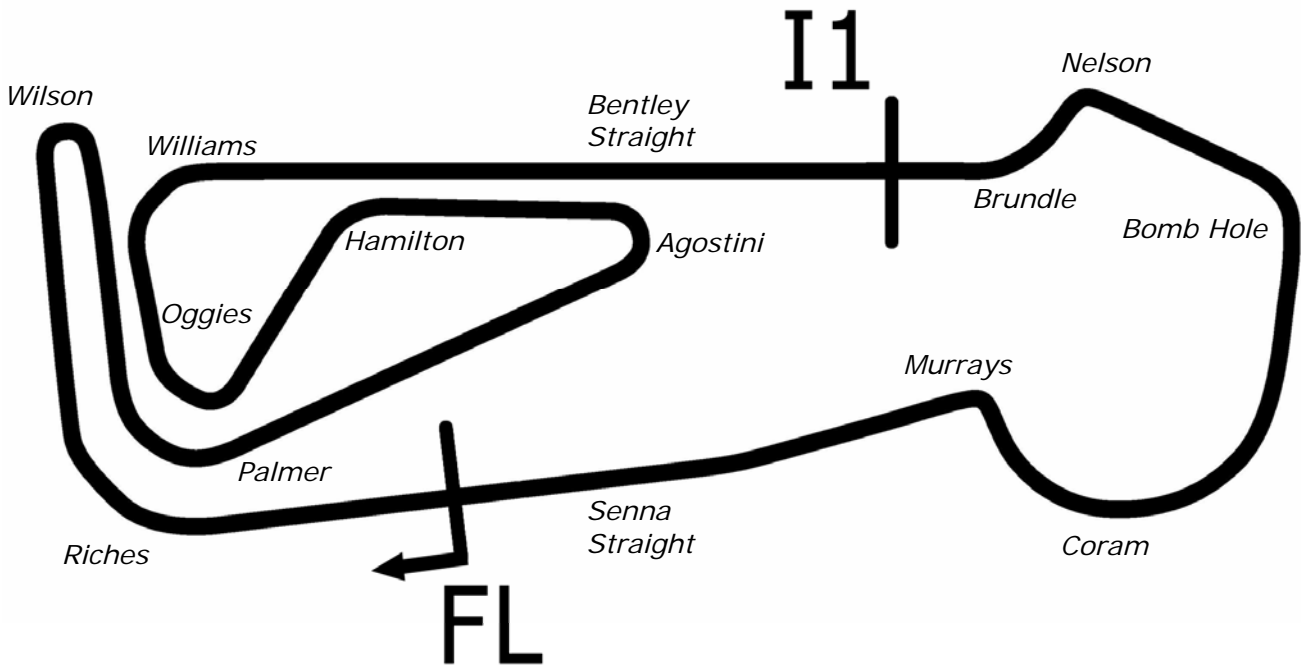 I1
Nelson
Wilson
Bentley
Straight
Williams
Brundle
Bomb Hole
Hamilton
Agostini
Oggies
Murrays
Palmer
Senna
Straight
Riches
Coram
FL